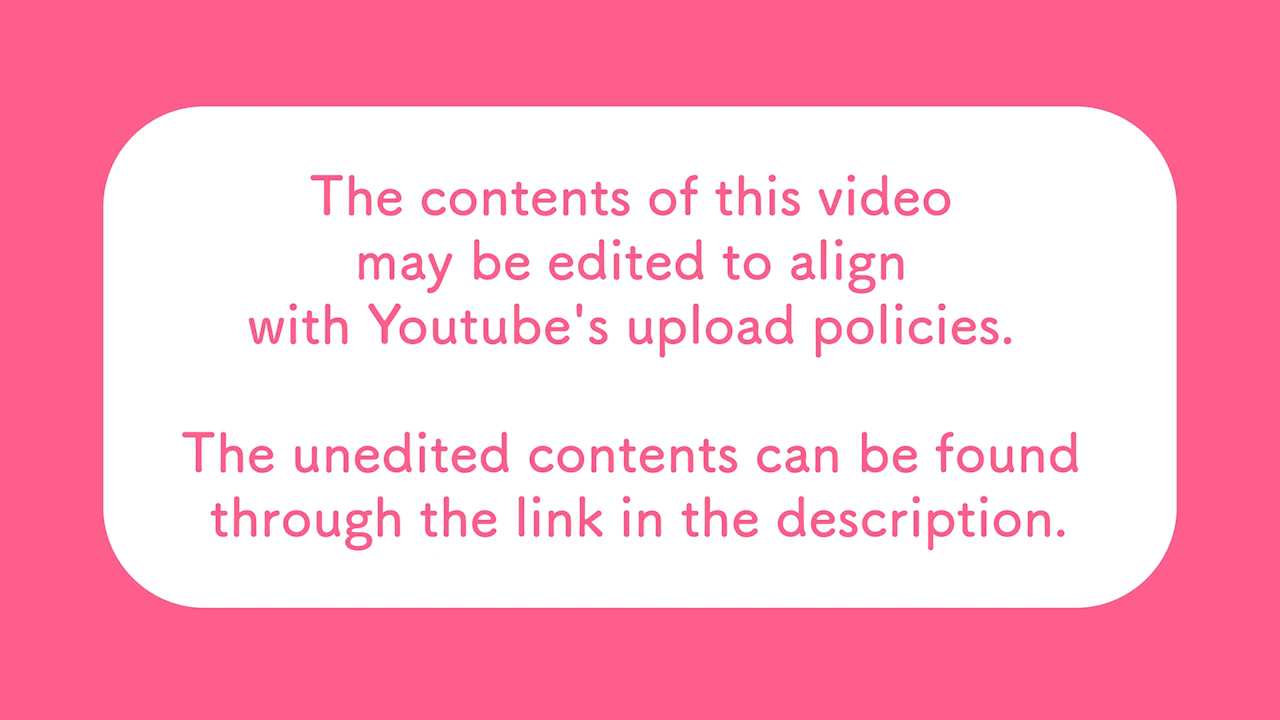 The contents of this video
may be edited to align
with Youtube's upload policies.
The unedited contents can be found
through the link in the description.